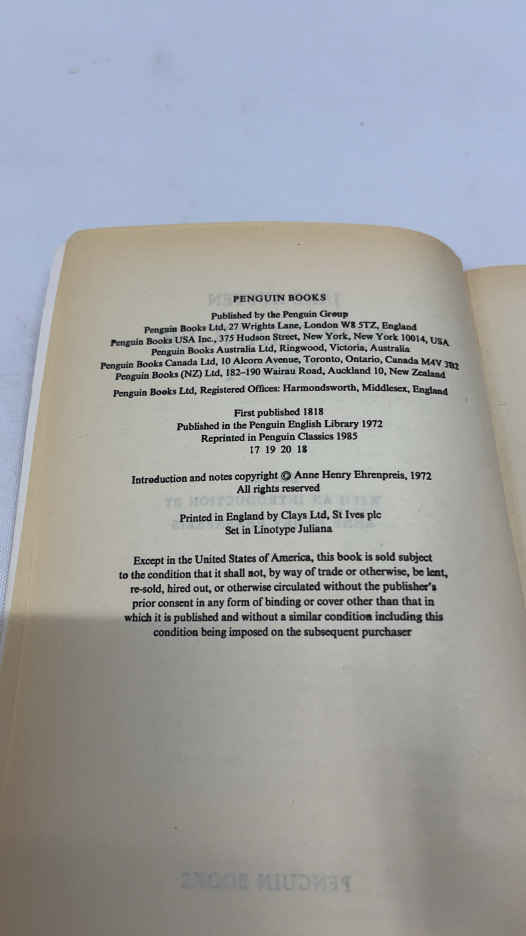 PENGUIN BOOKS
Published by the Penguin Group
Penguin Books Ltd, 27 Wrights Lane, London W8 5TZ, England
Penguin Books USA Inc., 375 Hudson Street, New York, New York 10014, USA
Penguin Books Australia Ltd, Ringwood, Victoria, Australia
Penguin Books Canada Ltd, 10 Alcorn Avenue, Toronto, Ontario, Canada M4V 3B2
Penguin Books (NZ) Ltd, 182–190 Wairau Road, Auckland 10, New Zealand
Penguin Books Ltd, Registered Offices: Harmondsworth, Middlesex, England
First published 1818
Published in the Penguin English Library 1972
Reprinted in Penguin Classics 1985
17 19 20 18
Introduction and notes copyright © Anne Henry Ehrenpreis, 1972
All rights reserved
Printed in England by Clays Ltd, St Ives plc
Set in Linotype Juliana
Except in the United States of America, this book is sold subject
to the condition that it shall not, by way of trade or otherwise, be lent,
re-sold, hired out, or otherwise circulated without the publisher's
prior consent in any form of binding or cover other than that in
which it is published and without a similar condition including this
condition being imposed on the subsequent purchaser
PENGUIN BOOKS